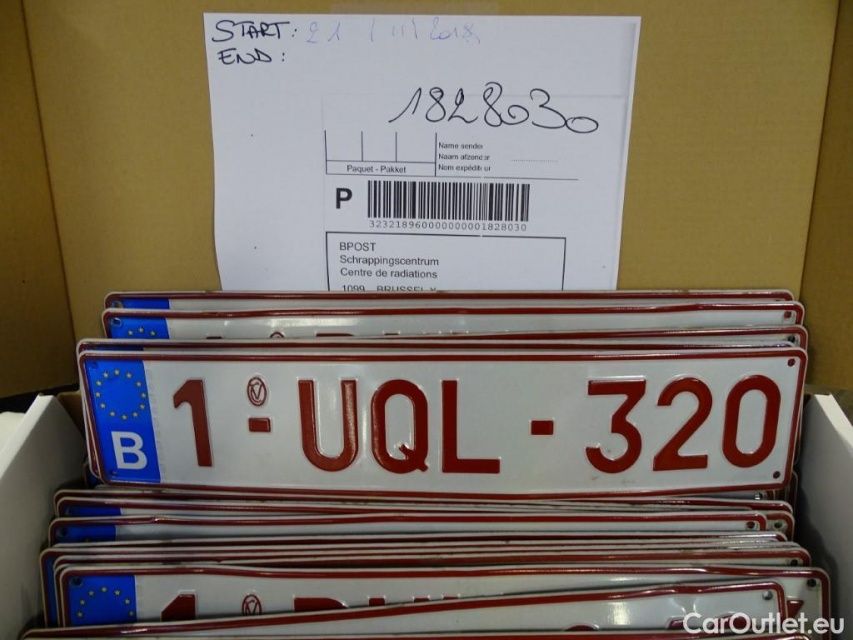 START: 21 / 11 / 2018
END:
1828030
Name sender
Naam afzender
Nom expéditeur
Paquet - Pakket
P
323218960000000001828030
BPOST
Schrappingscentrum
Centre de radiations
1099 BRUSSEL X
B 1-UQL-320
CarOutlet.eu